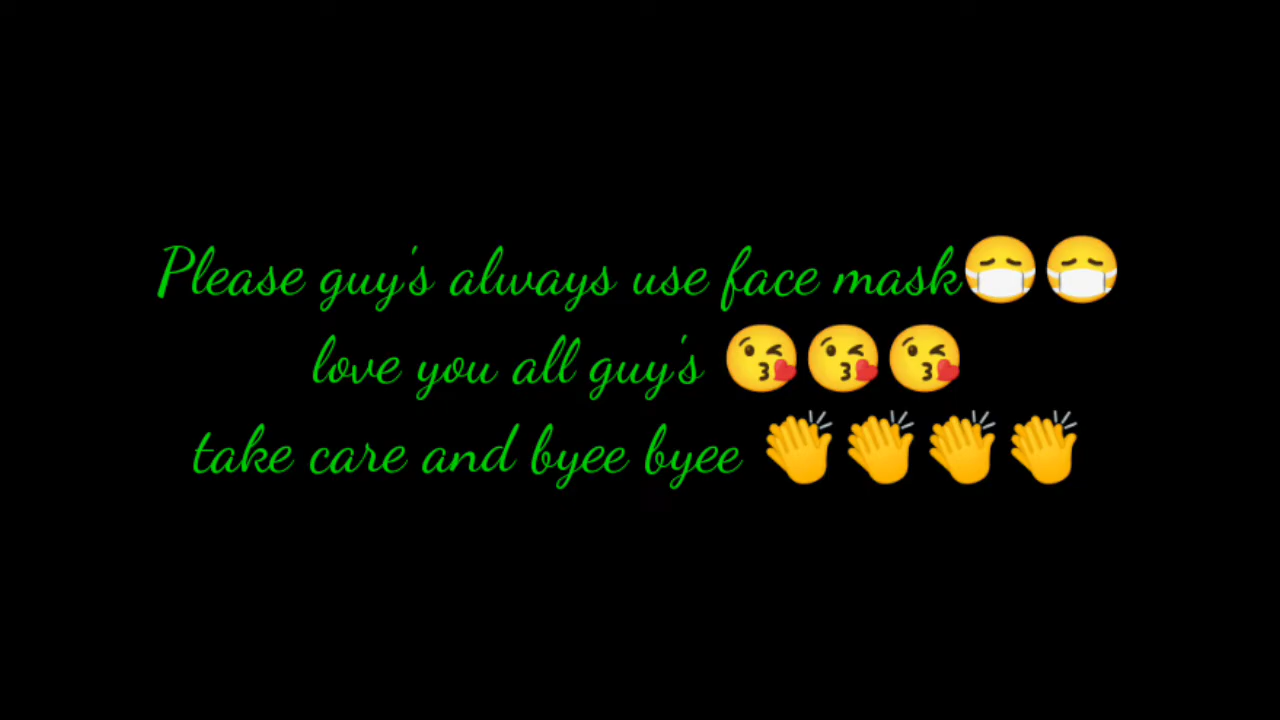 Please guy's always use face mask😷😷
love you all guy's 😘😘😘
take care and byee byee 👏👏👏👏